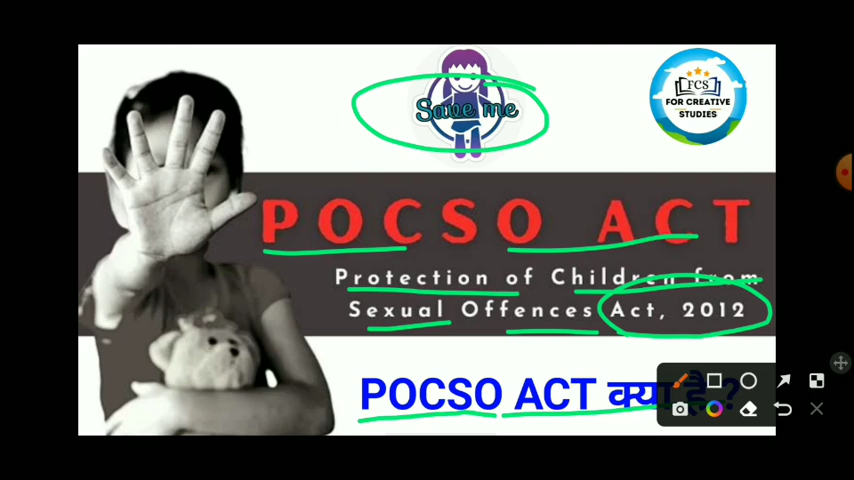 Save me
FCS
FOR CREATIVE
STUDIES
POCSO ACT
Protection of Children from
Sexual Offences Act, 2012
POCSO ACT क्या है ?